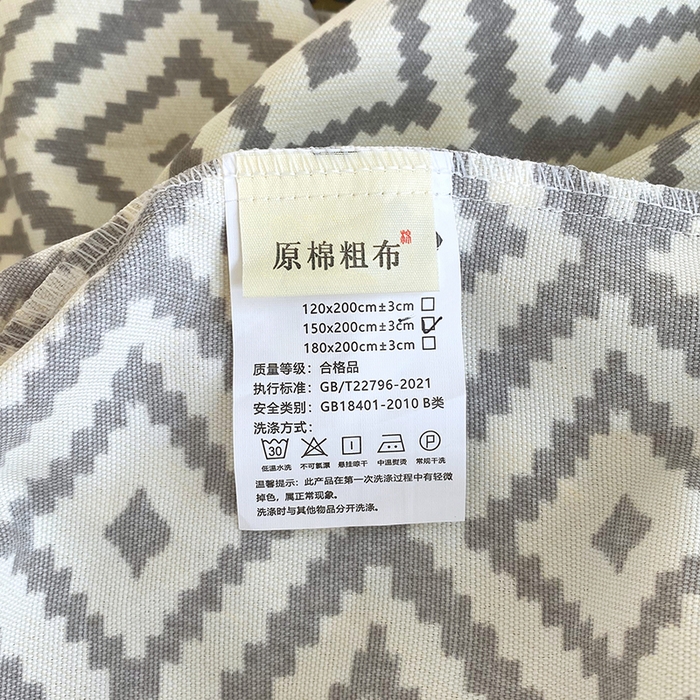 原棉粗布
棉
120x200cm±3cm
150x200cm±3cm
180x200cm±3cm
质量等级：合格品
执行标准：GB/T22796-2021
安全类别：GB18401-2010 B类
洗涤方式：
30 P
低温水洗 不可氯漂 悬挂晾干 中温熨烫 常规干洗
温馨提示：此产品在第一次洗涤过程中有轻微
掉色，属正常现象。
洗涤时与其他物品分开洗涤。